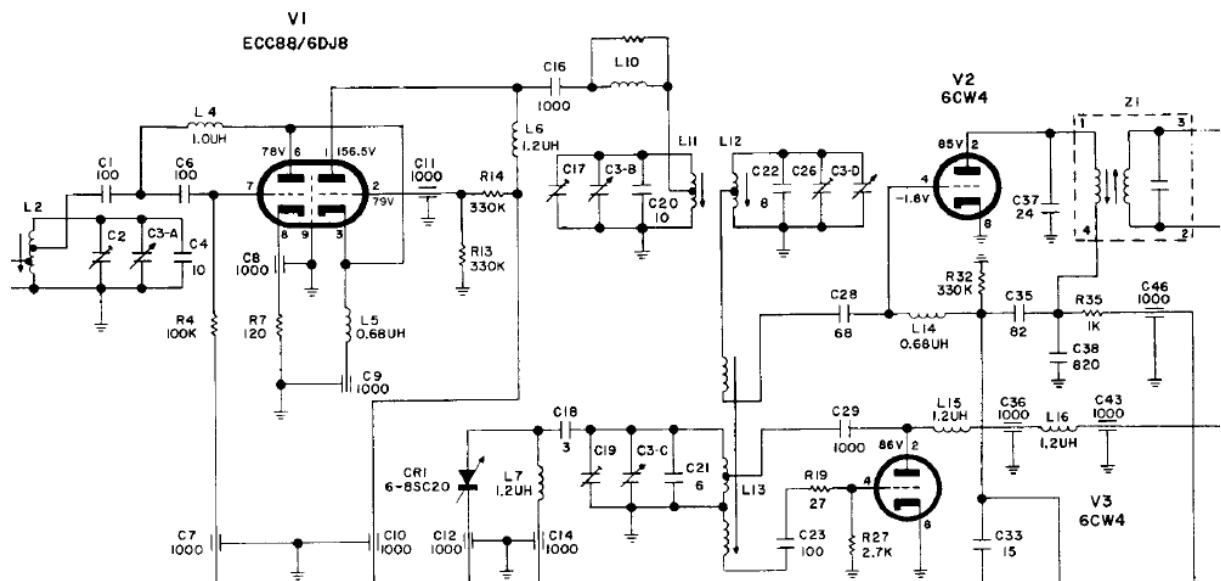 V1
ECC88/6DJ8
L2
C1
100
L4
1.0UH
C6
100
C2
C3-A
C4
10
78V
6
1
156.5V
7
2
79V
8
9
3
C8
1000
R4
100K
R7
120
L5
0.68UH
C9
1000
C11
1000
R14
330K
R13
330K
L6
1.2UH
C16
1000
L10
C17
C3-B
C20
10
L11
L12
C22
8
C26
C3-D
V2
6CW4
85V
2
4
-1.8V
8
C37
24
Z1
1
3
4
2
R32
330K
C28
68
L14
0.68UH
C35
82
R35
1K
C46
1000
C38
820
C7
1000
C10
1000
CR1
6-8SC20
C12
1000
L7
1.2UH
C14
1000
C18
3
C19
C3-C
C21
6
L13
C29
1000
R19
27
C23
100
R27
2.7K
86V
2
4
8
L15
1.2UH
C36
1000
L16
1.2UH
C43
1000
V3
6CW4
C33
15